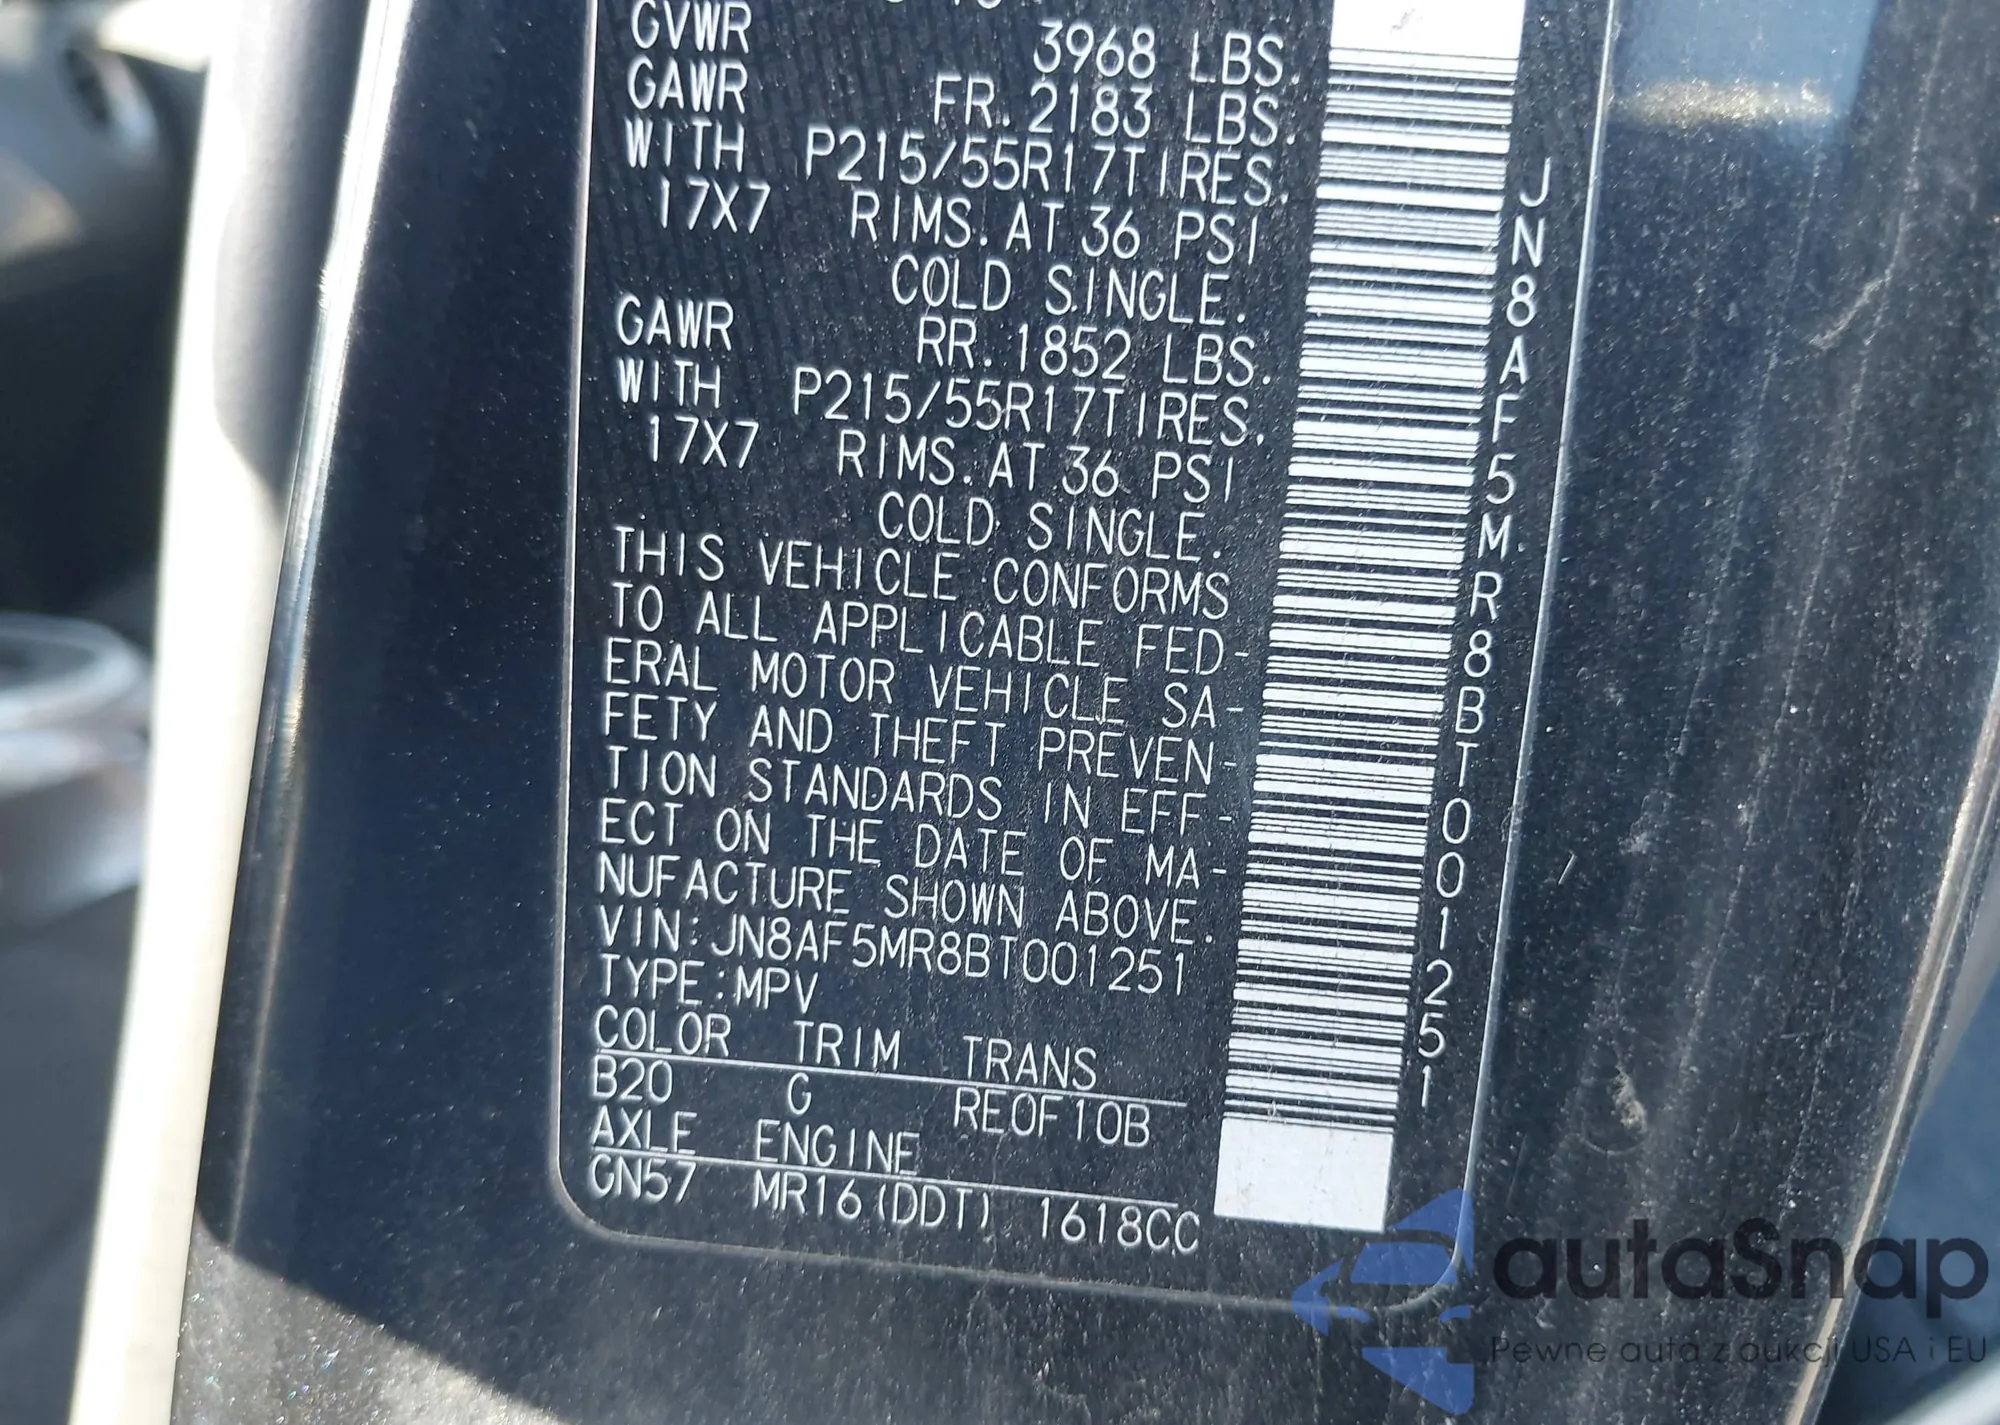 GVWR 3968 LBS.
GAWR FR. 2183 LBS.
WITH P215/55R17TIRES.
17X7 RIMS. AT 36 PSI
COLD SINGLE.
GAWR RR. 1852 LBS.
WITH P215/55R17TIRES.
17X7 RIMS. AT 36 PSI
COLD SINGLE.
THIS VEHICLE CONFORMS
TO ALL APPLICABLE FED-
ERAL MOTOR VEHICLE SA-
FETY AND THEFT PREVEN-
TION STANDARDS IN EFF-
ECT ON THE DATE OF MA-
NUFACTURE SHOWN ABOVE.
VIN:JN8AF5MR8BT001251
TYPE:MPV
COLOR TRIM TRANS
B20 G RE0F10B
AXLE ENGINE
GN57 MR16(DDT) 1618CC
JN8AF5MR8BT001251
autaSnap
Pewne auta z aukcji USA i EU